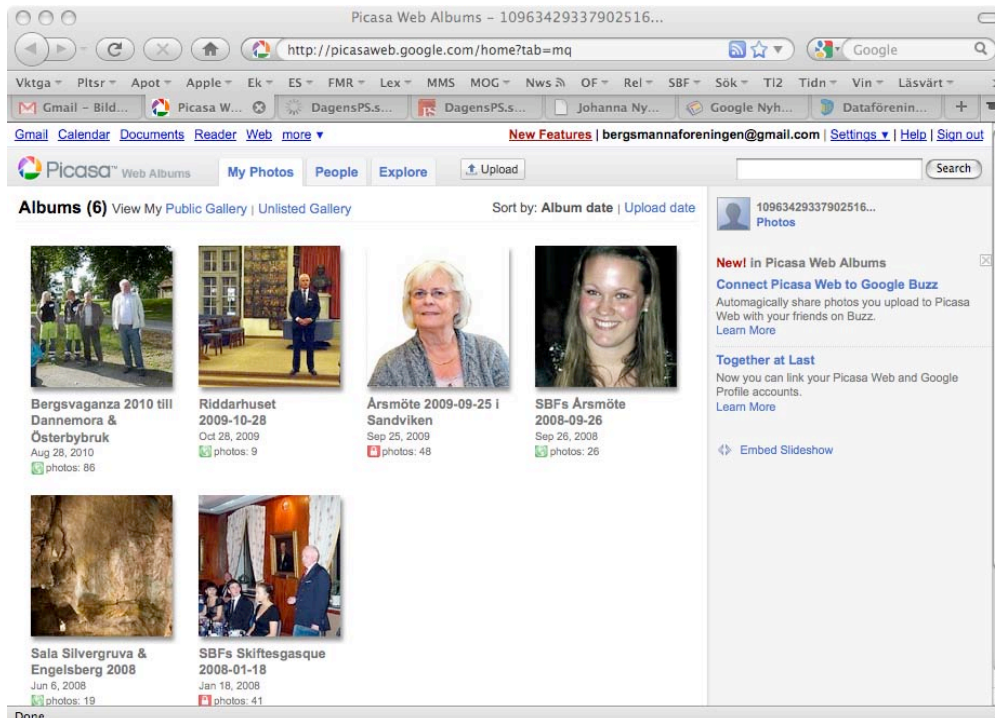 Picasa Web Albums – 10963429337902516...
http://picasaweb.google.com/home?tab=mq
Google
Vktga Pltsr Apot Apple Ek ES FMR Lex MMS MOG Nws OF Rel SBF Sök TI2 Tidn Vin Läsvärt
Gmail – Bild... Picasa W... DagensPS.s... DagensPS.s... Johanna Ny... Google Nyh... Dataförenin...
Gmail Calendar Documents Reader Web more ▼ New Features | bergsmannaforeningen@gmail.com | Settings ▼ | Help | Sign out
Picasa™ Web Albums My Photos People Explore Upload Search
Albums (6) View My Public Gallery | Unlisted Gallery Sort by: Album date | Upload date
10963429337902516...
Photos
New! in Picasa Web Albums
Connect Picasa Web to Google Buzz
Automagically share photos you upload to Picasa
Web with your friends on Buzz.
Learn More
Together at Last
Now you can link your Picasa Web and Google
Profile accounts.
Learn More
Embed Slideshow
Bergsvaganza 2010 till
Dannemora &
Österbybruk
Aug 28, 2010
photos: 86
Riddarhuset
2009-10-28
Oct 28, 2009
photos: 9
Årsmöte 2009-09-25 i
Sandviken
Sep 25, 2009
photos: 48
SBFs Årsmöte
2008-09-26
Sep 26, 2008
photos: 26
Sala Silvergruva &
Engelsberg 2008
Jun 6, 2008
photos: 19
SBFs Skiftesgasque
2008-01-18
Jan 18, 2008
photos: 41
Done